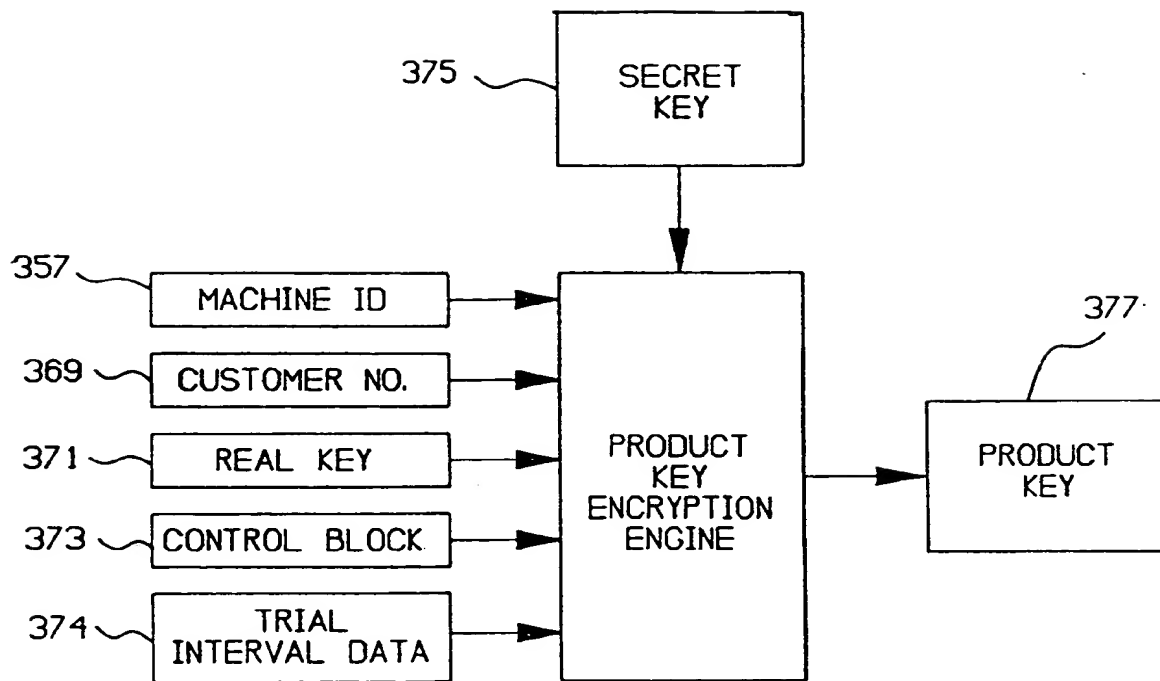 375
SECRET
KEY
357
MACHINE ID
369
CUSTOMER NO.
371
REAL KEY
373
CONTROL BLOCK
374
TRIAL
INTERVAL DATA
PRODUCT
KEY
ENCRYPTION
ENGINE
377
PRODUCT
KEY